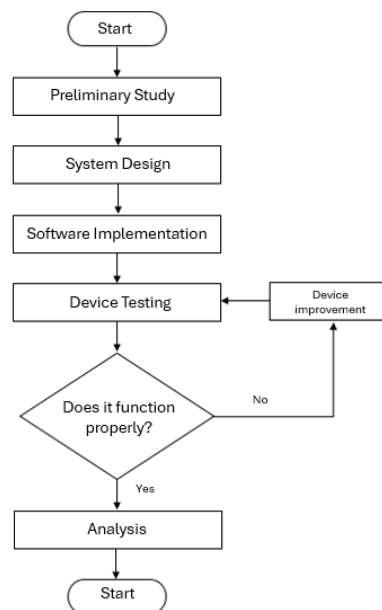 Start
Preliminary Study
System Design
Software Implementation
Device Testing
Device
improvement
Does it function
properly?
No
Yes
Analysis
Start